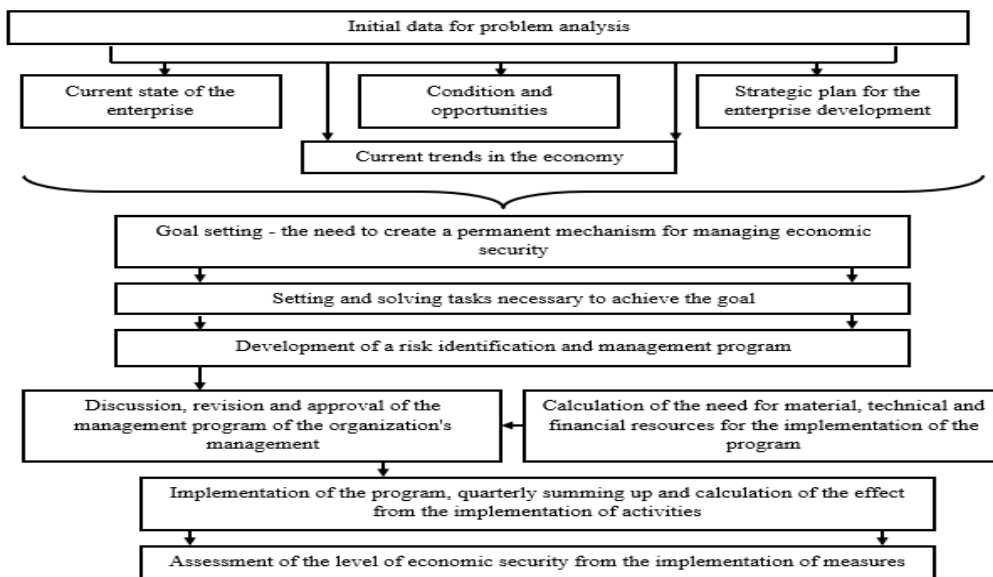 Initial data for problem analysis
Current state of the
enterprise
Condition and
opportunities
Strategic plan for the
enterprise development
Current trends in the economy
Goal setting - the need to create a permanent mechanism for managing economic
security
Setting and solving tasks necessary to achieve the goal
Development of a risk identification and management program
Discussion, revision and approval of the
management program of the organization's
management
Calculation of the need for material, technical and
financial resources for the implementation of the
program
Implementation of the program, quarterly summing up and calculation of the effect
from the implementation of activities
Assessment of the level of economic security from the implementation of measures